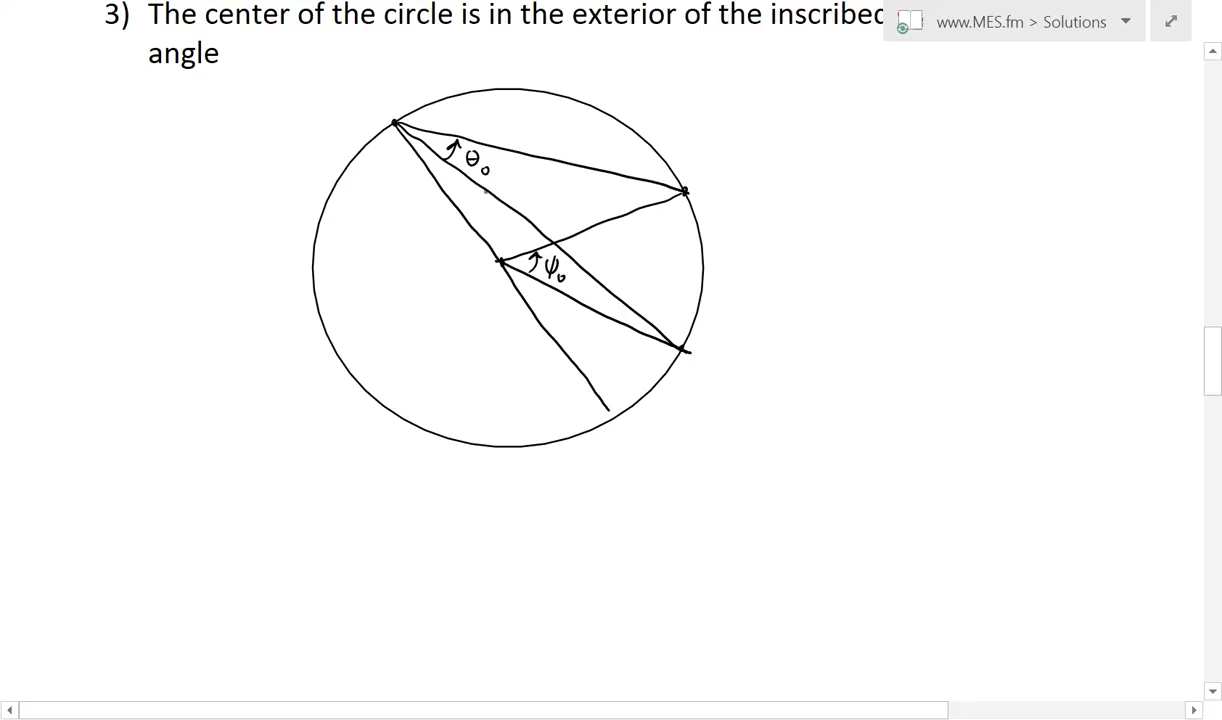 3) The center of the circle is in the exterior of the inscribed
angle
www.MES.fm > Solutions
θ₀
ψ₀